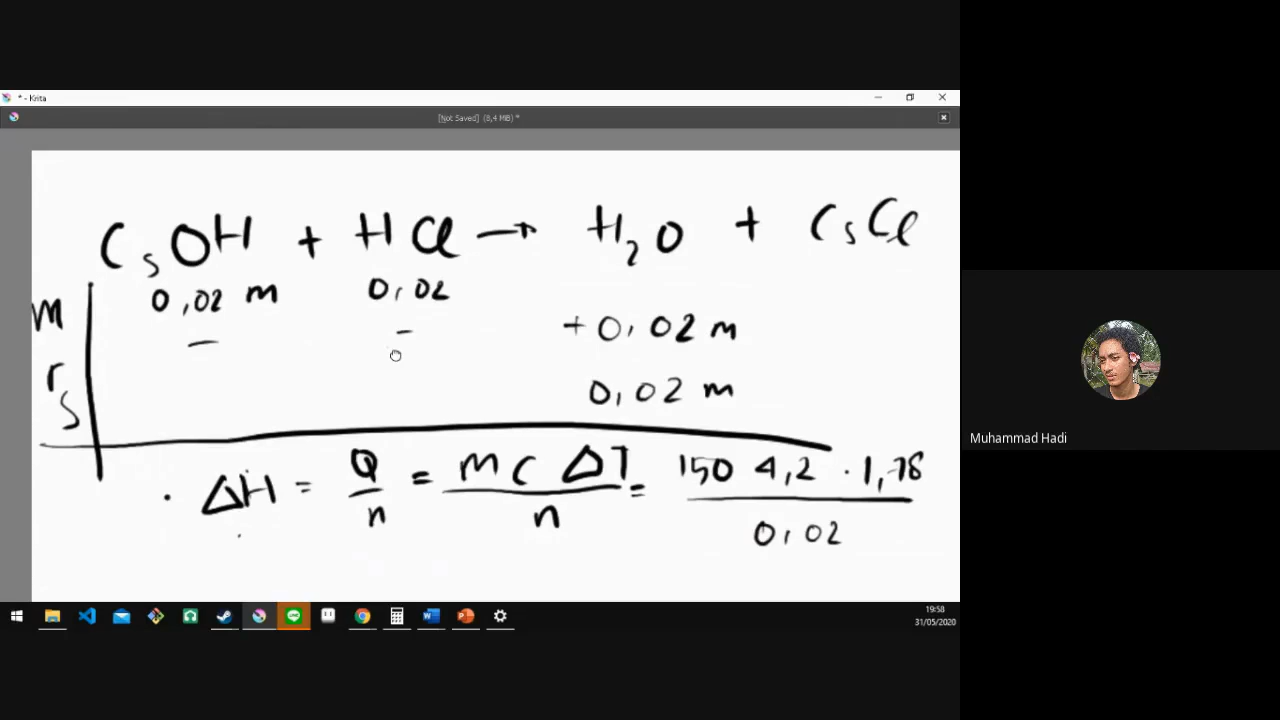 * - Krita
[Not Saved] (8,4 MiB) *
CsOH + HCl → H₂O + CsCl
m 0,02 m 0,02
r - - + 0,02 m
s 0,02 m
· ΔH = Q/n = m c ΔT/n = 150 4,2 · 1,78/0,02
Muhammad Hadi
19:58
31/05/2020